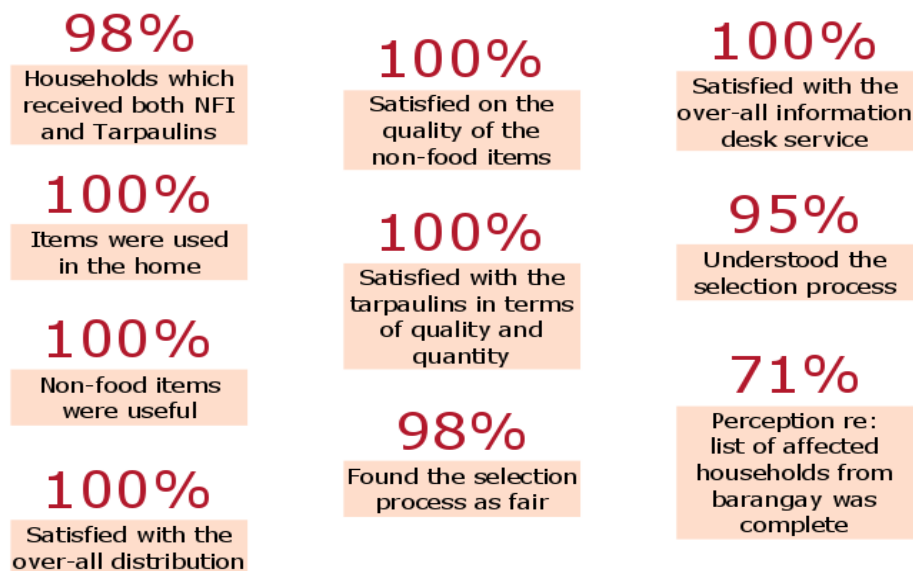 98%
Households which
received both NFI
and Tarpaulins
100%
Items were used
in the home
100%
Non-food items
were useful
100%
Satisfied with the
over-all distribution
100%
Satisfied on the
quality of the
non-food items
100%
Satisfied with the
tarpaulins in terms
of quality and
quantity
98%
Found the selection
process as fair
100%
Satisfied with the
over-all information
desk service
95%
Understood the
selection process
71%
Perception re:
list of affected
households from
barangay was
complete